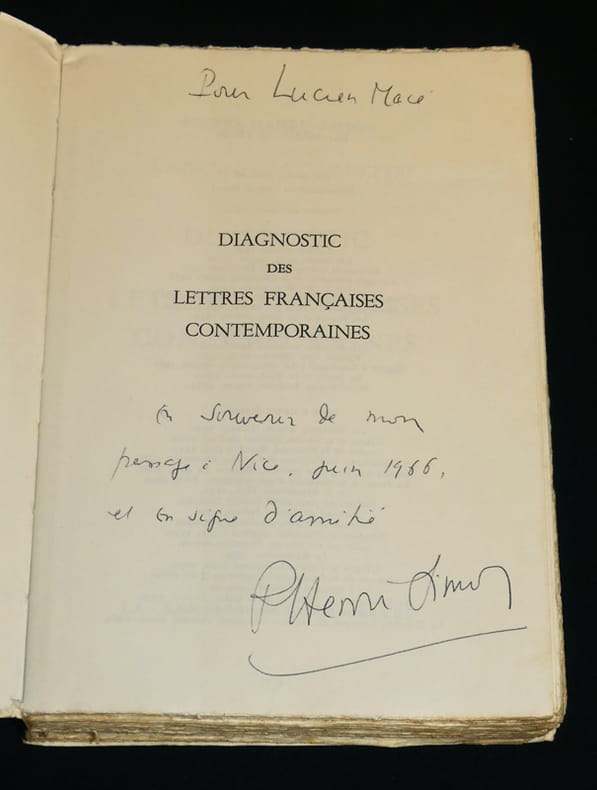 Pour Lucien Macé
DIAGNOSTIC
DES
LETTRES FRANÇAISES
CONTEMPORAINES
en souvenir de mon
passage à Nice, juin 1966,
et en signe d'amitié
P Henri Simon